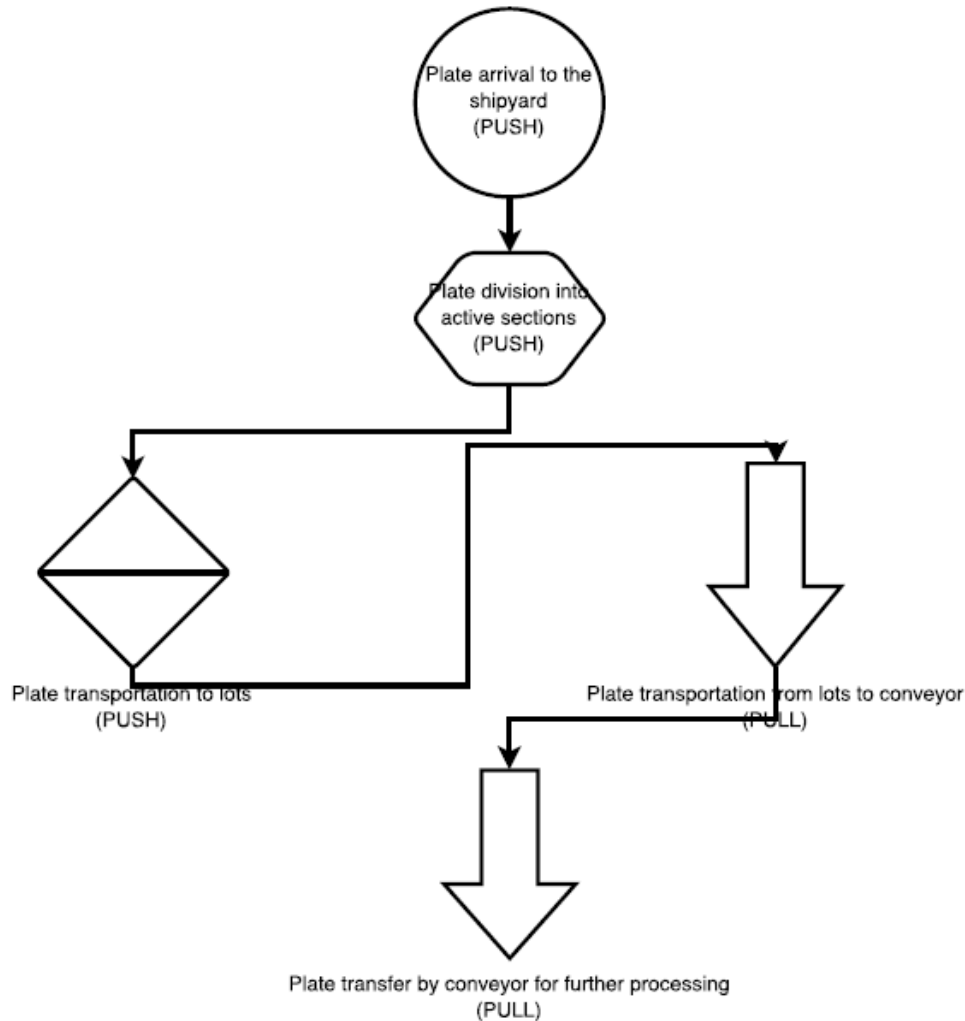 Plate arrival to the
shipyard
(PUSH)
Plate division into
active sections
(PUSH)
Plate transportation to lots
(PUSH)
Plate transportation from lots to conveyor
(PULL)
Plate transfer by conveyor for further processing
(PULL)